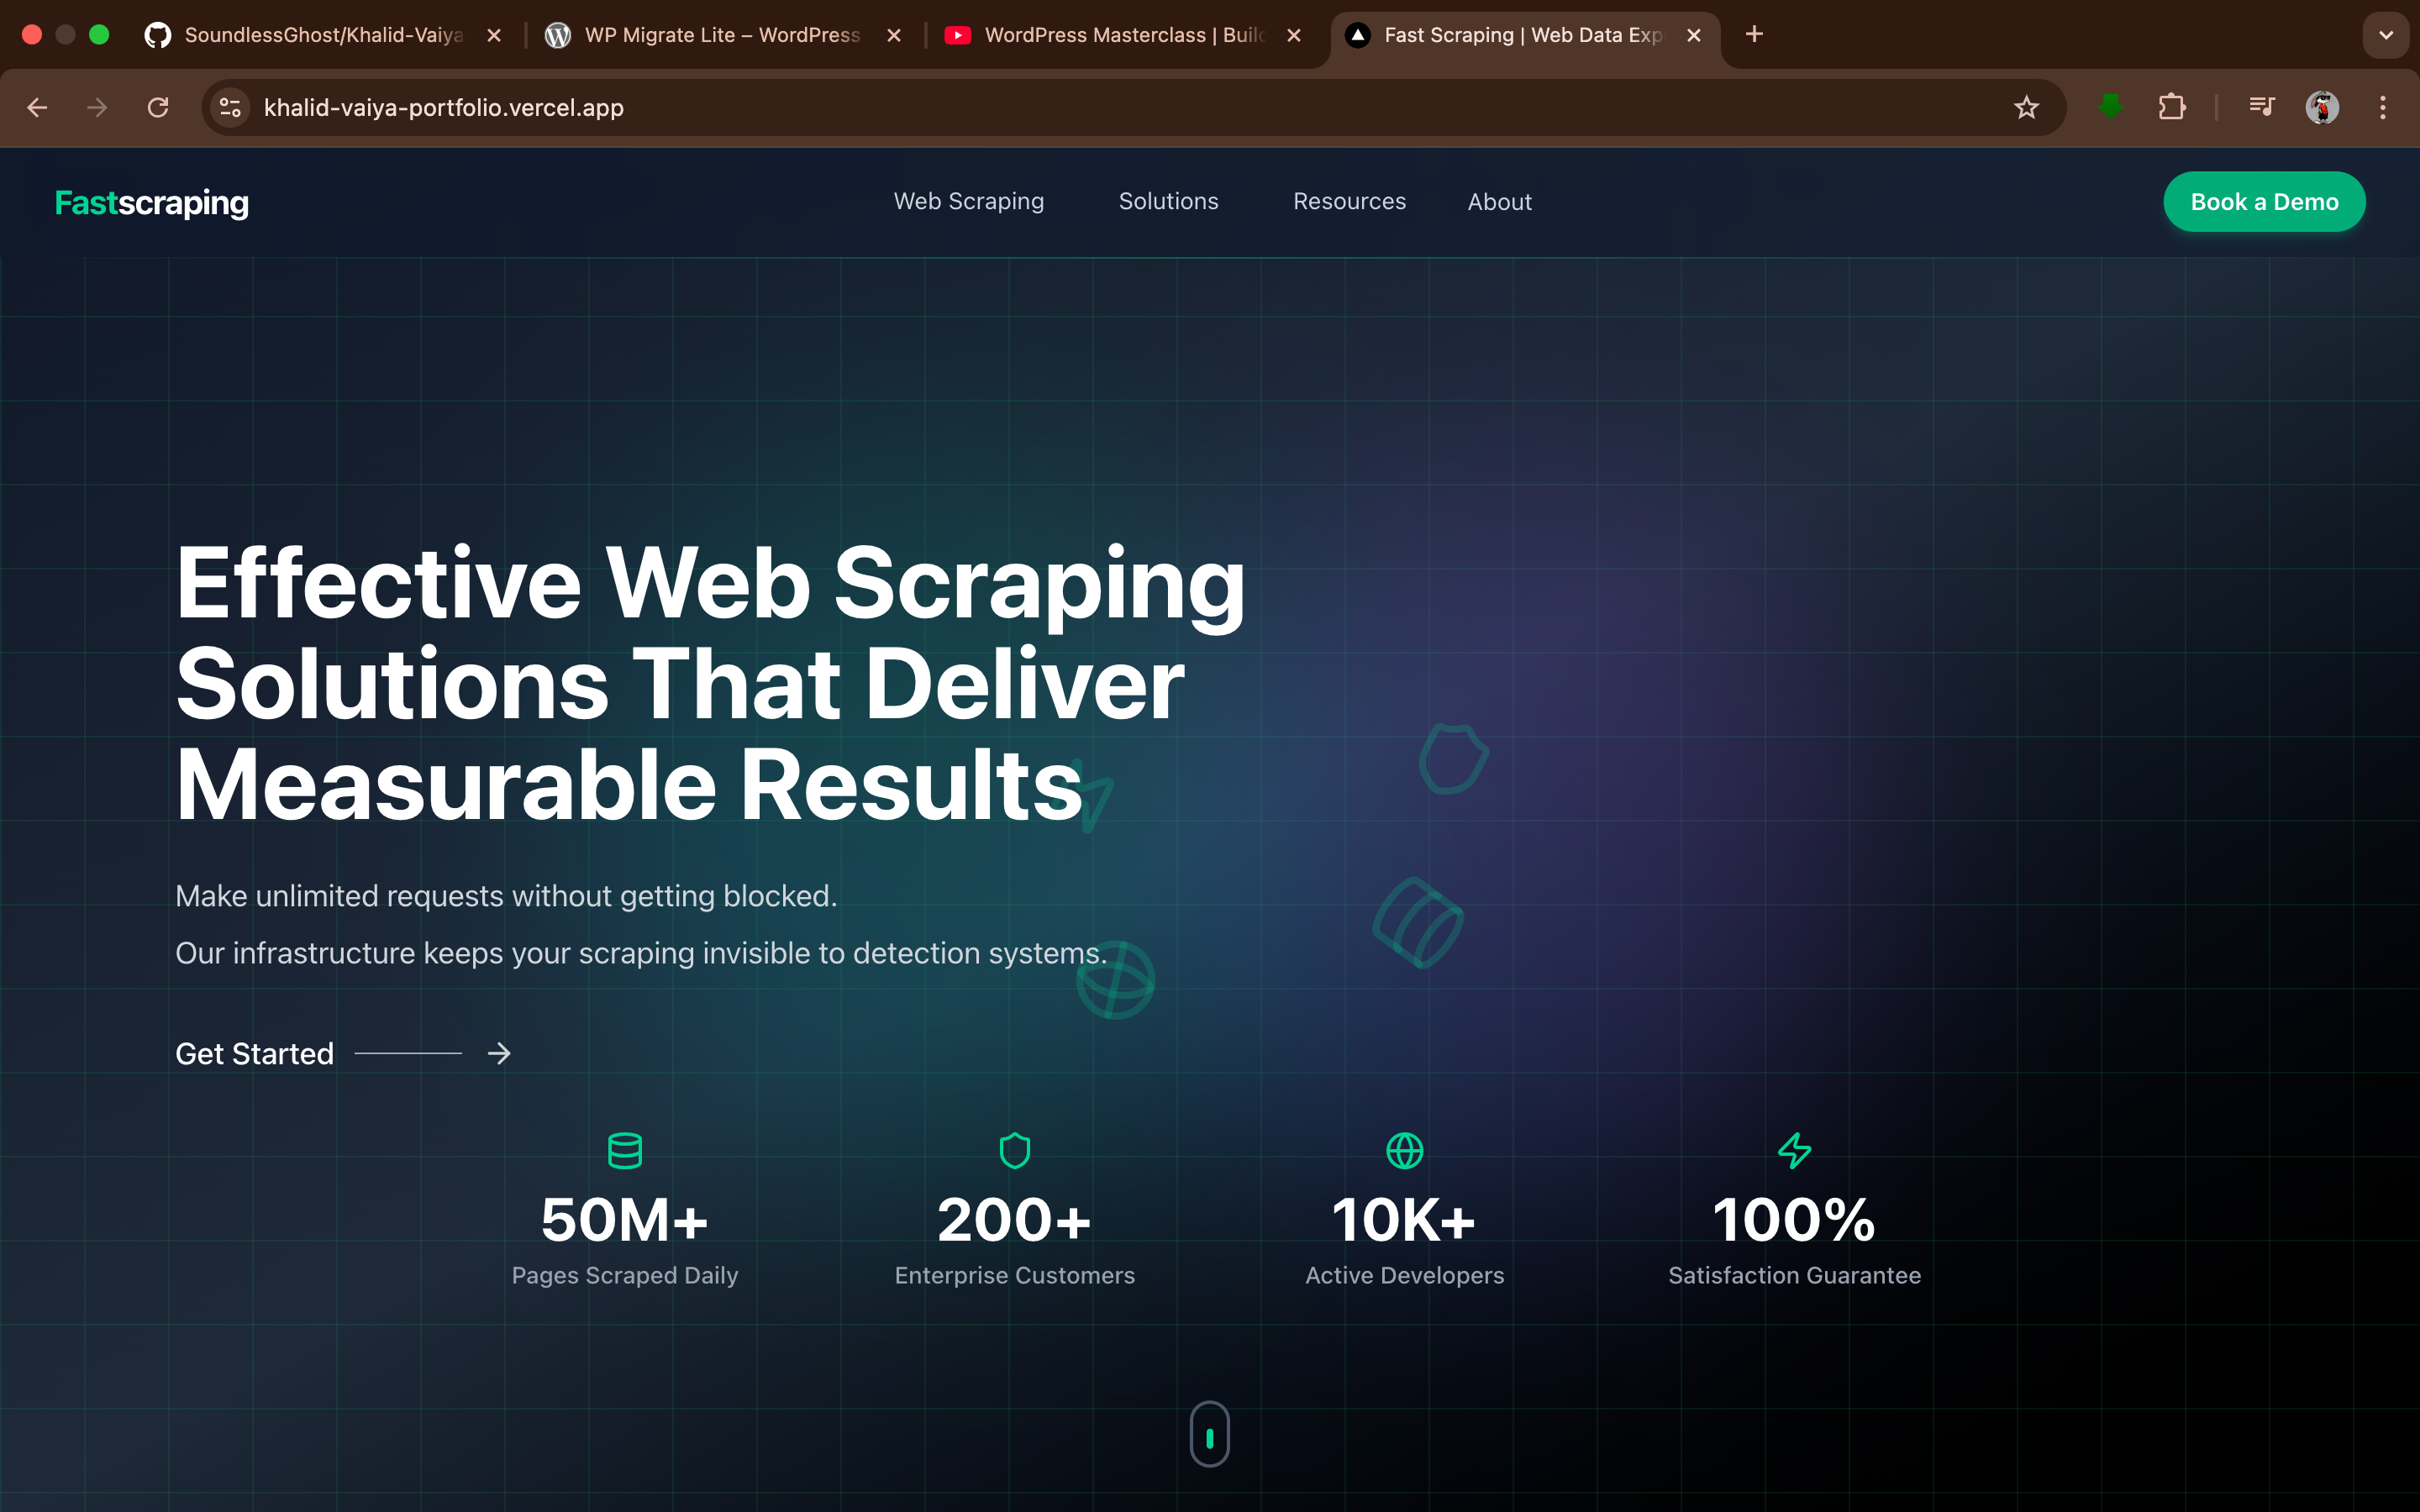 SoundlessGhost/Khalid-Vaiya
WP Migrate Lite – WordPress
WordPress Masterclass | Buil
Fast Scraping | Web Data Exp
khalid-vaiya-portfolio.vercel.app
Fastscraping
Web Scraping
Solutions
Resources
About
Book a Demo
Effective Web Scraping
Solutions That Deliver
Measurable Results
Make unlimited requests without getting blocked.
Our infrastructure keeps your scraping invisible to detection systems.
Get Started
50M+
Pages Scraped Daily
200+
Enterprise Customers
10K+
Active Developers
100%
Satisfaction Guarantee